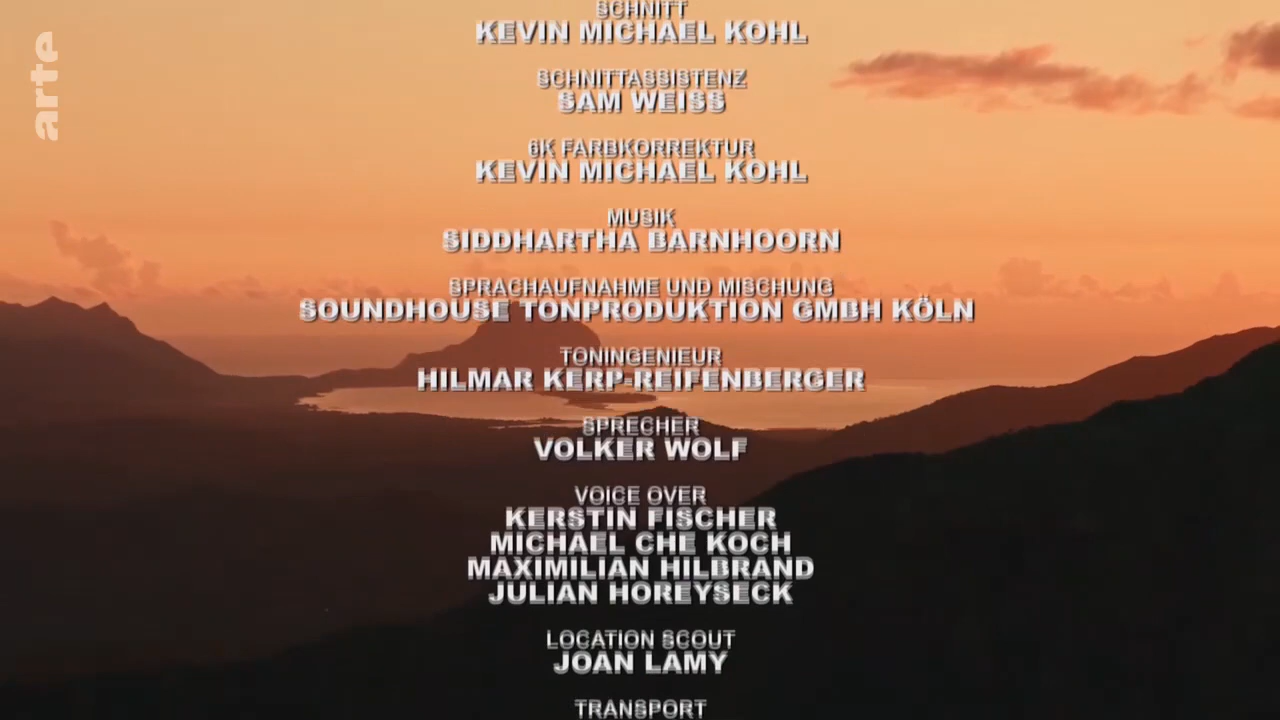 arte
SCHNITT
KEVIN MICHAEL KOHL
SCHNITTASSISTENZ
SAM WEISS
6K FARBKORREKTUR
KEVIN MICHAEL KOHL
MUSIK
SIDDHARTHA BARNHOORN
SPRACHAUFNAHME UND MISCHUNG
SOUNDHOUSE TONPRODUKTION GMBH KÖLN
TONINGENIEUR
HILMAR KERP-REIFENBERGER
SPRECHER
VOLKER WOLF
VOICE OVER
KERSTIN FISCHER
MICHAEL CHE KOCH
MAXIMILIAN HILBRAND
JULIAN HOREYSECK
LOCATION SCOUT
JOAN LAMY
TRANSPORT